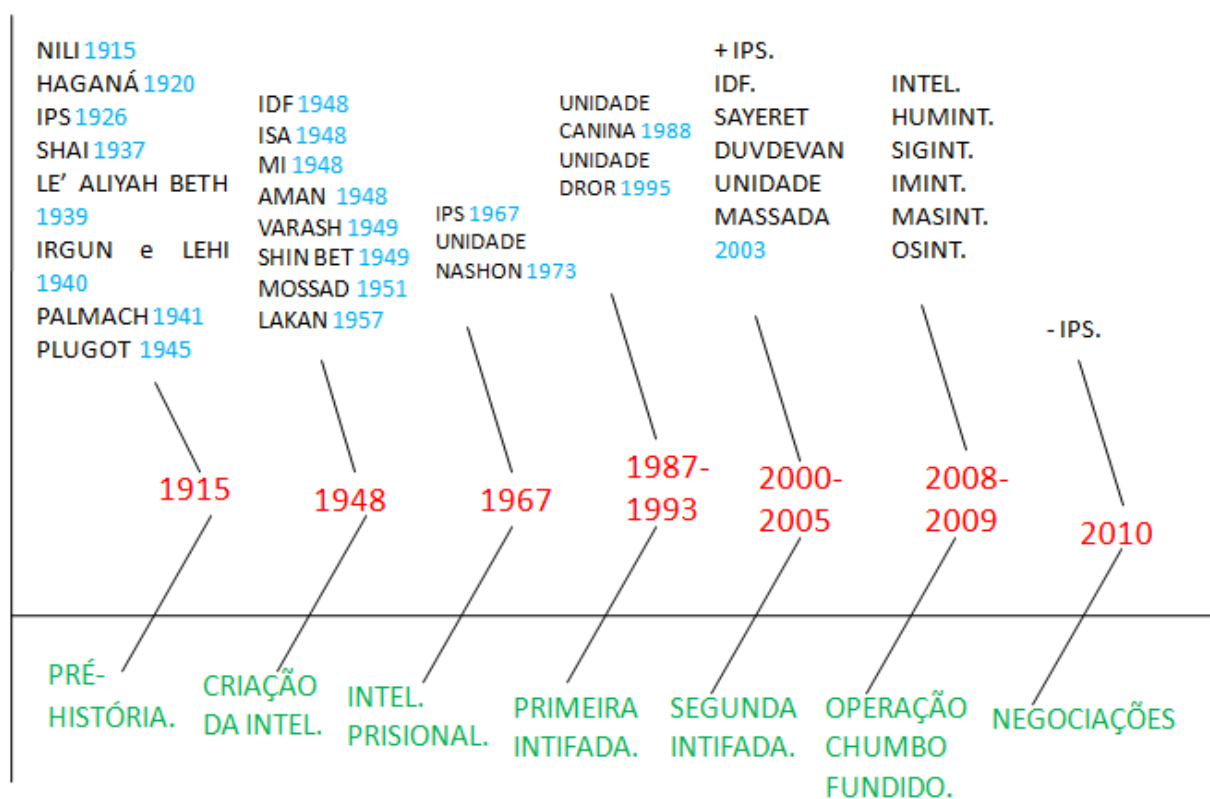 NILI 1915
HAGANÁ 1920
IPS 1926
SHAI 1937
LE’ ALIYAH BETH
1939
IRGUN e LEHI
1940
PALMACH 1941
PLUGOT 1945
IDF 1948
ISA 1948
MI 1948
AMAN 1948
VARASH 1949
SHIN BET 1949
MOSSAD 1951
LAKAN 1957
IPS 1967
UNIDADE
NASHON 1973
UNIDADE
CANINA 1988
UNIDADE
DROR 1995
+ IPS.
IDF.
SAYERET
DUVDEVAN
UNIDADE
MASSADA
2003
INTEL.
HUMINT.
SIGINT.
IMINT.
MASINT.
OSINT.
- IPS.
1915
1948
1967
1987-
1993
2000-
2005
2008-
2009
2010
PRÉ-
HISTÓRIA.
CRIAÇÃO
DA INTEL.
INTEL.
PRISIONAL.
PRIMEIRA
INTIFADA.
SEGUNDA
INTIFADA.
OPERAÇÃO
CHUMBO
FUNDIDO.
NEGOCIAÇÕES